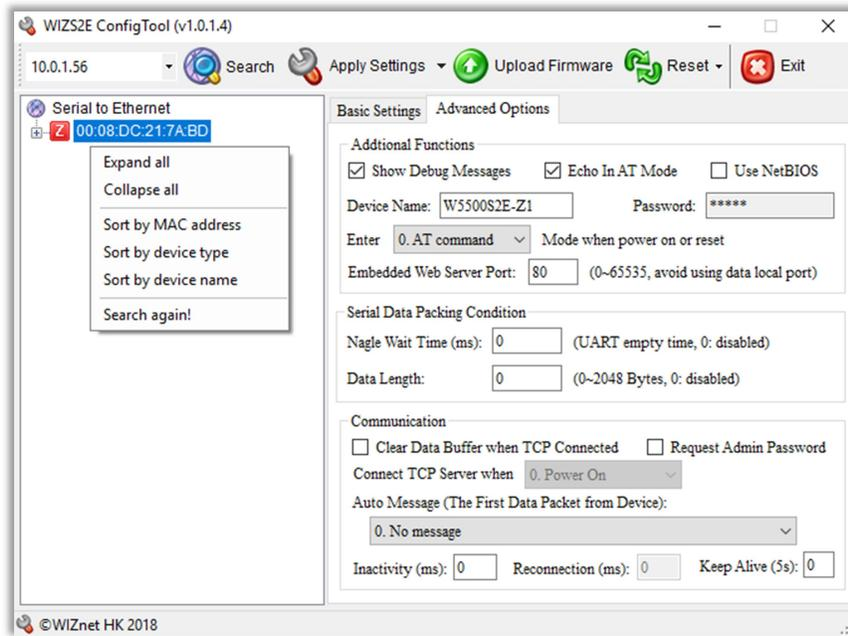 WIZS2E ConfigTool (v1.0.1.4)
10.0.1.56 Search Apply Settings Upload Firmware Reset Exit
Serial to Ethernet
Z 00:08:DC:21:7A:BD
Expand all
Collapse all
Sort by MAC address
Sort by device type
Sort by device name
Search again!
Basic Settings Advanced Options
Addtional Functions
Show Debug Messages Echo In AT Mode Use NetBIOS
Device Name: W5500S2E-Z1 Password: *****
Enter 0. AT command Mode when power on or reset
Embedded Web Server Port: 80 (0~65535, avoid using data local port)
Serial Data Packing Condition
Nagle Wait Time (ms): 0 (UART empty time, 0: disabled)
Data Length: 0 (0~2048 Bytes, 0: disabled)
Communication
Clear Data Buffer when TCP Connected Request Admin Password
Connect TCP Server when 0. Power On
Auto Message (The First Data Packet from Device):
0. No message
Inactivity (ms): 0 Reconnection (ms): 0 Keep Alive (5s): 0
©WIZnet HK 2018